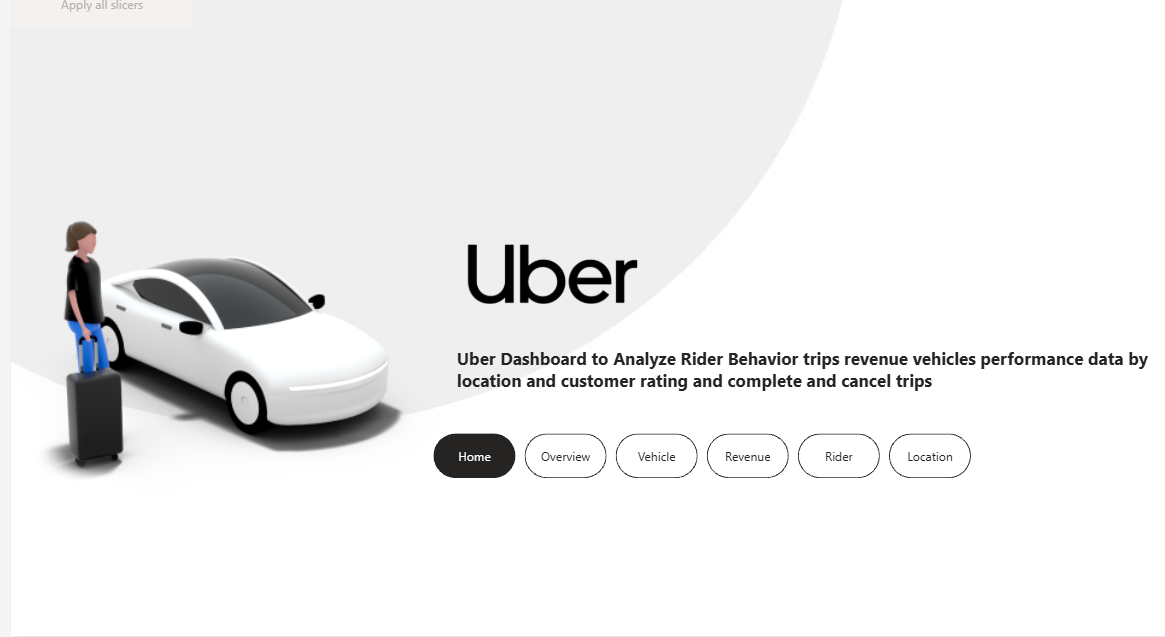 Apply all slicers
Uber
Uber Dashboard to Analyze Rider Behavior trips revenue vehicles performance data by
location and customer rating and complete and cancel trips
Home
Overview
Vehicle
Revenue
Rider
Location